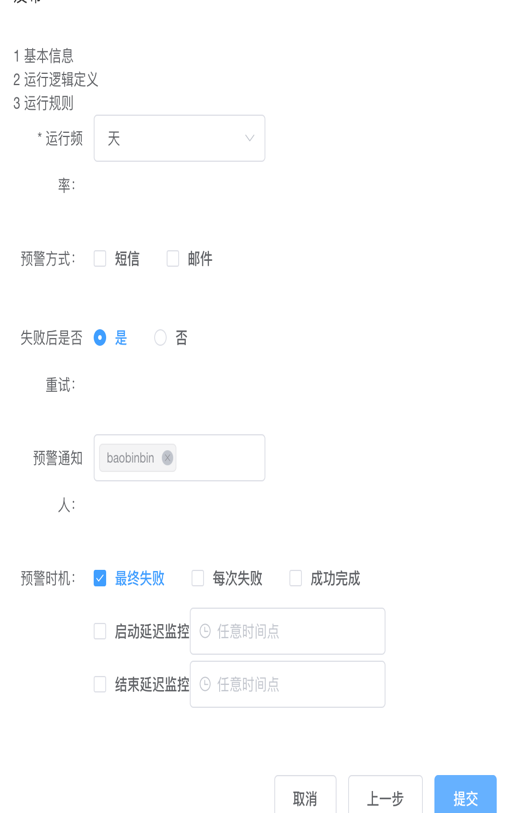 1 基本信息
2 运行逻辑定义
3 运行规则
* 运行频率: 天
预警方式: 短信 邮件
失败后是否重试: 是 否
预警通知人: baobinbin
预警时机: 最终失败 每次失败 成功完成
启动延迟监控 任意时间点
结束延迟监控 任意时间点
取消 上一步 提交